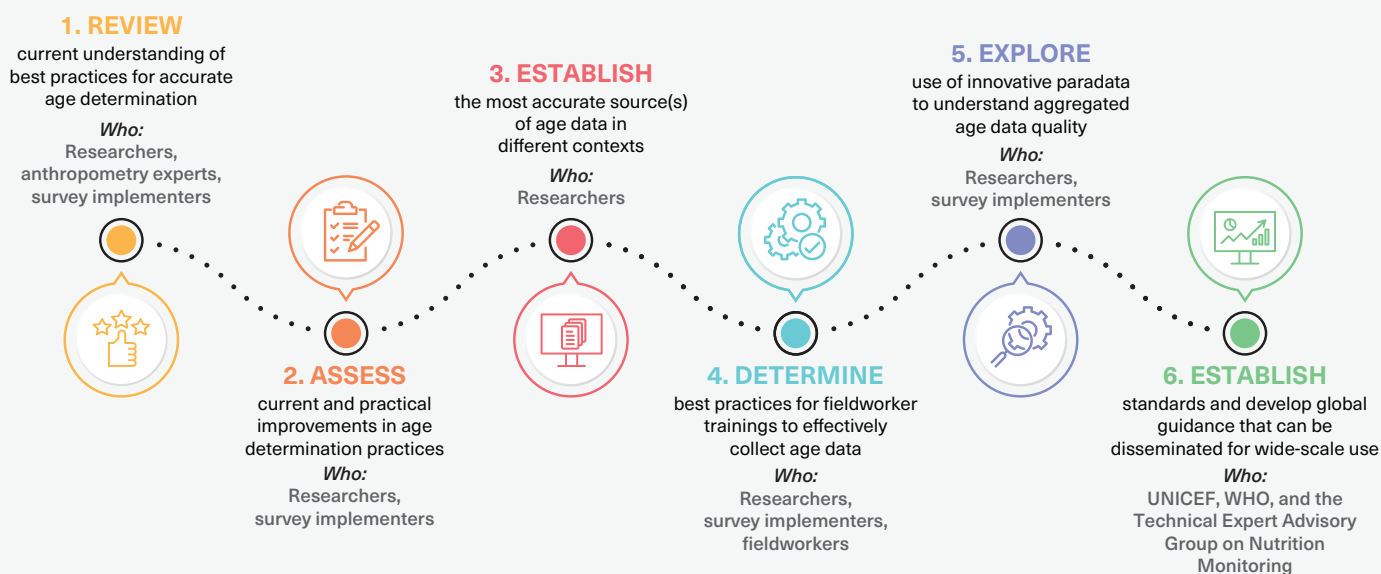 1. REVIEW
current understanding of
best practices for accurate
age determination
Who:
Researchers,
anthropometry experts,
survey implementers
2. ASSESS
current and practical
improvements in age
determination practices
Who:
Researchers,
survey implementers
3. ESTABLISH
the most accurate source(s)
of age data in
different contexts
Who:
Researchers
4. DETERMINE
best practices for fieldworker
trainings to effectively
collect age data
Who:
Researchers,
survey implementers,
fieldworkers
5. EXPLORE
use of innovative paradata
to understand aggregated
age data quality
Who:
Researchers,
survey implementers
6. ESTABLISH
standards and develop global
guidance that can be
disseminated for wide-scale use
Who:
UNICEF, WHO, and the
Technical Expert Advisory
Group on Nutrition
Monitoring